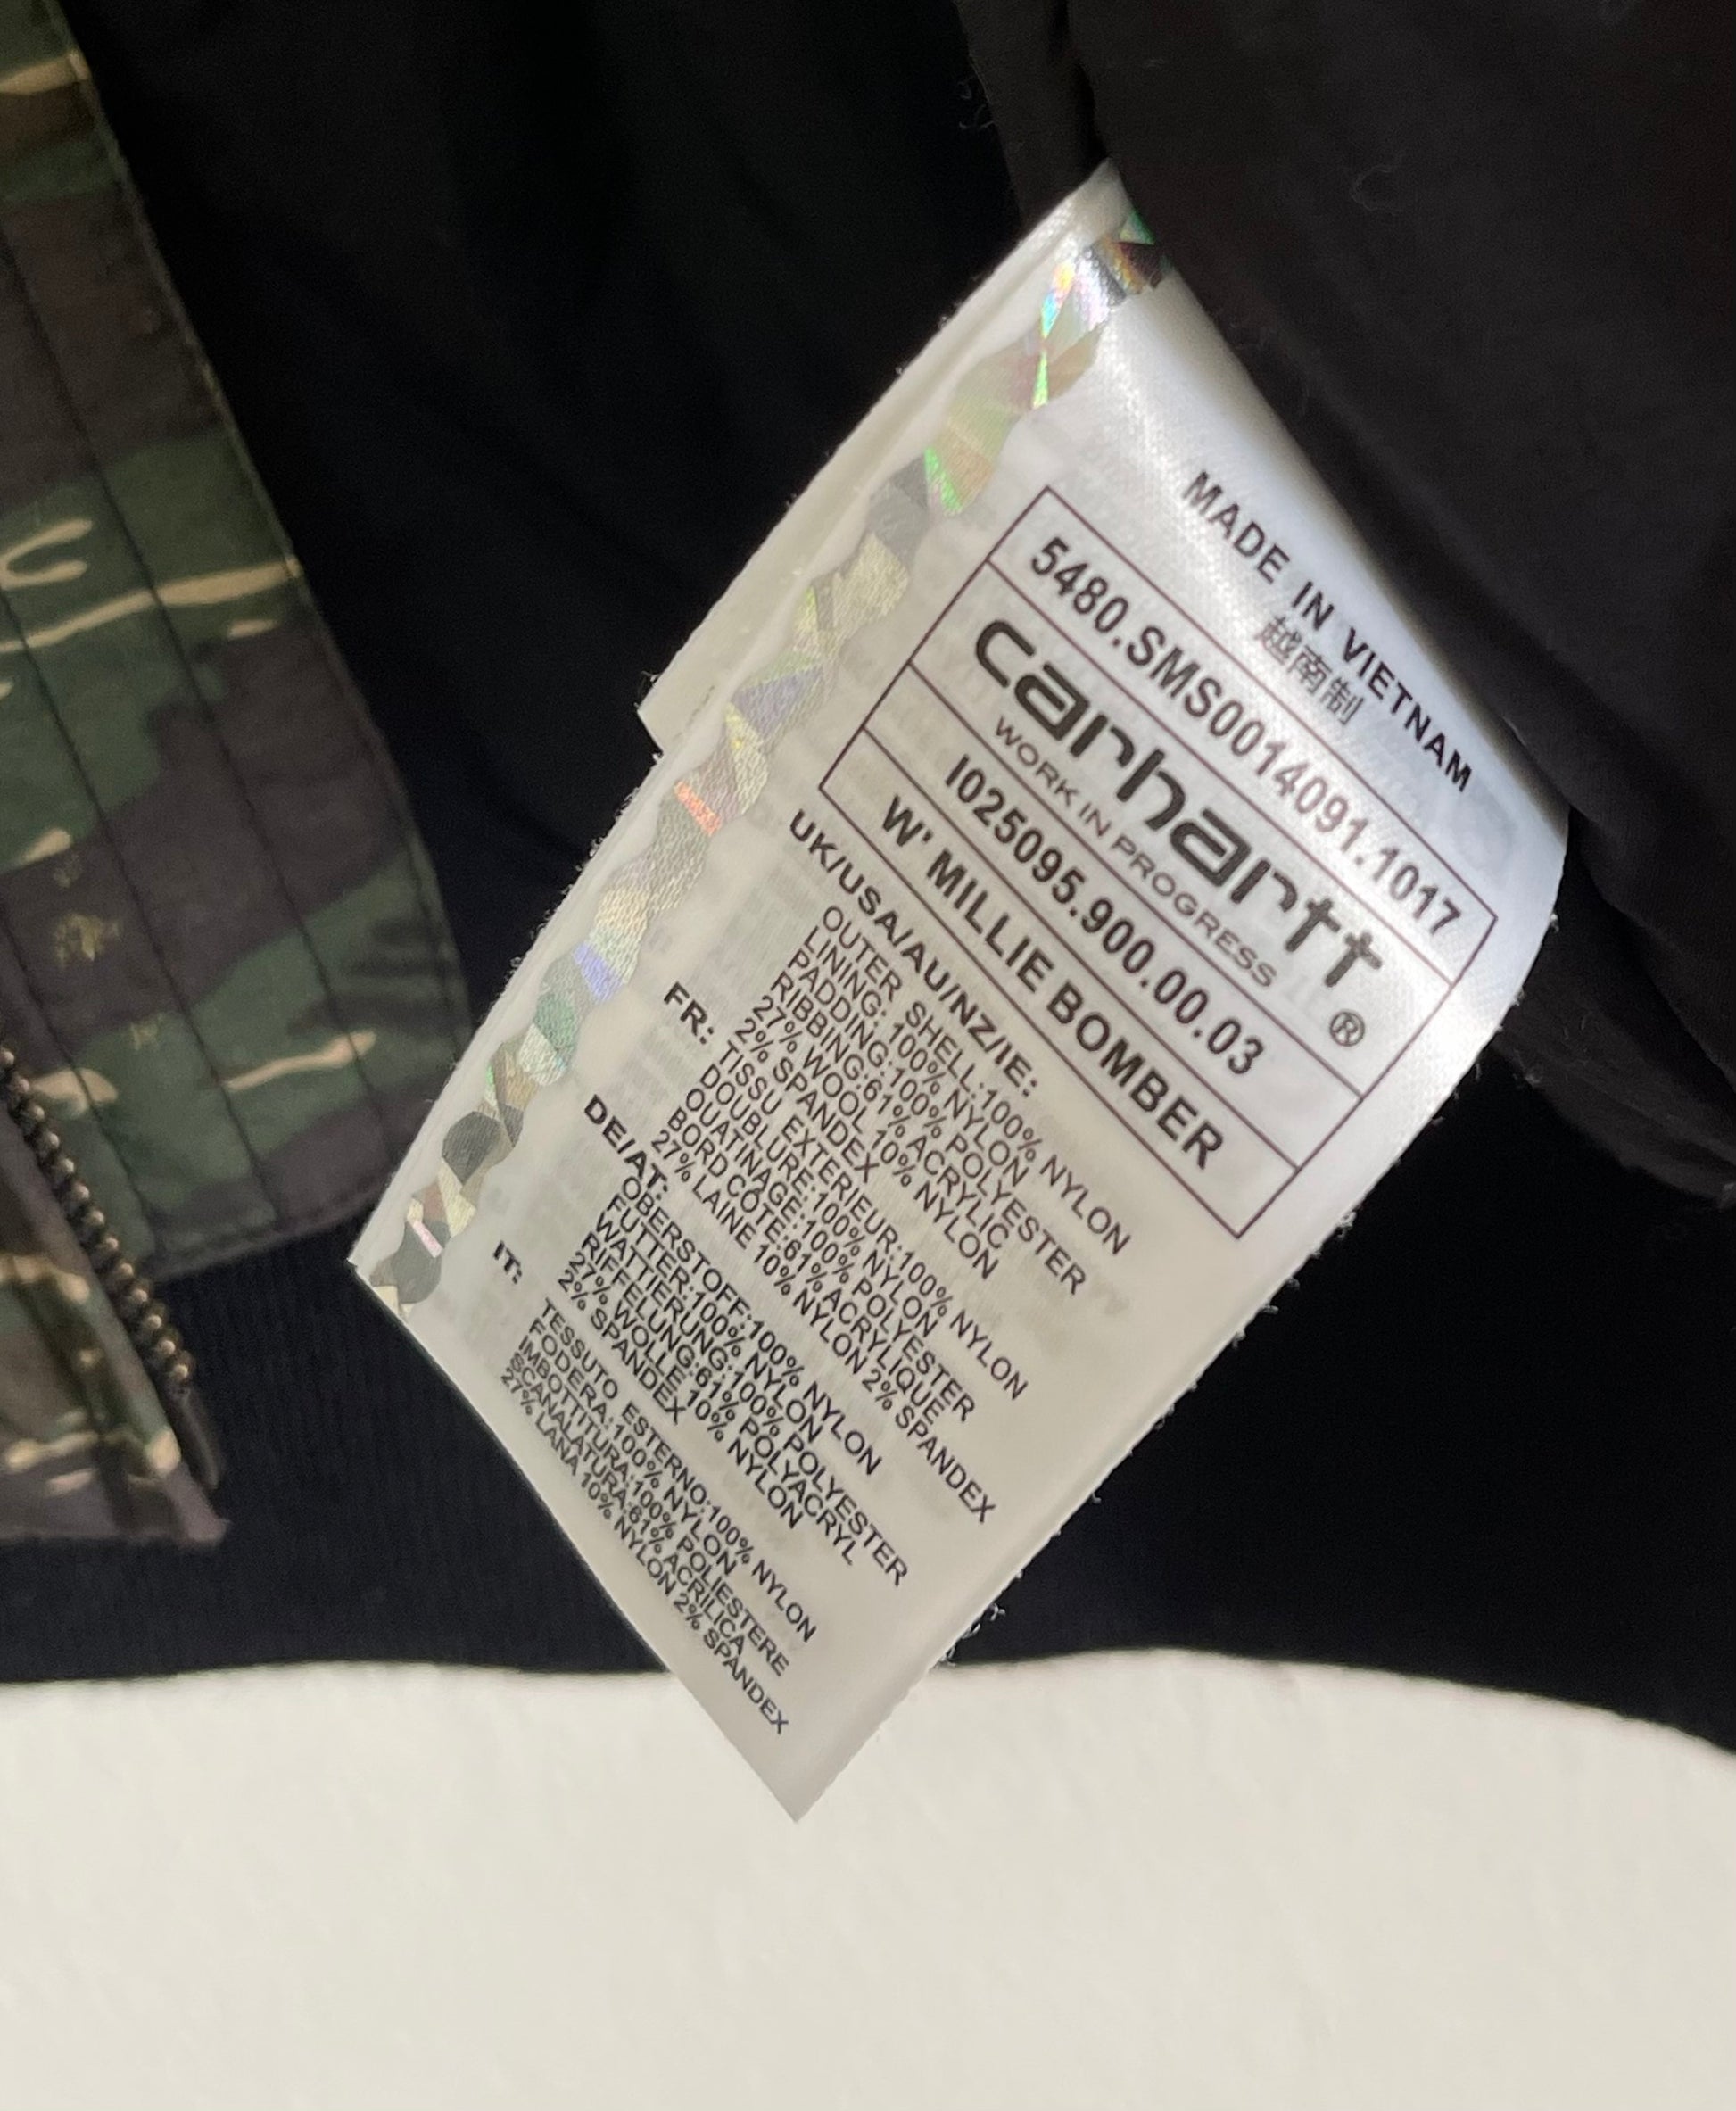 MADE IN VIETNAM
越南制
5480.SMS0014091.1017
carhartt®
WORK IN PROGRESS
I025095.900.00.03
W' MILLIE BOMBER
UK/USA/AU/NZ/IE:
OUTER SHELL:100% NYLON
LINING: 100% NYLON
PADDING:100% POLYESTER
RIBBING:61% ACRYLIC
27% WOOL 10% NYLON
2% SPANDEX
FR: TISSU EXTERIEUR:100% NYLON
DOUBLURE:100% NYLON
OUATINAGE:100% POLYESTER
BORD COTE:61% ACRYLIQUE
27% LAINE 10% NYLON 2% SPANDEX
DE/AT:
OBERSTOFF:100% NYLON
FUTTER:100% NYLON
WATTIERUNG:100% POLYESTER
RIFFELUNG:61% POLYACRYL
27% WOLLE 10% NYLON
2% SPANDEX
IT:
TESSUTO ESTERNO:100% NYLON
FODERA:100% NYLON
IMBOTTITURA:100% POLIESTERE
SCANALATURA:61% ACRILICA
27% LANA 10% NYLON 2% SPANDEX